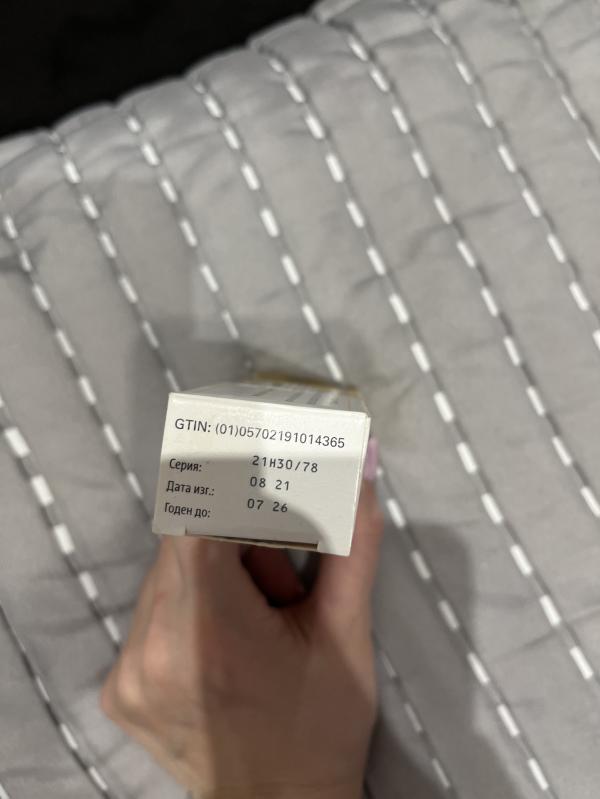 GTIN: (01)05702191014365
Серия: 21H30/78
Дата изг.: 08 21
Годен до: 07 26